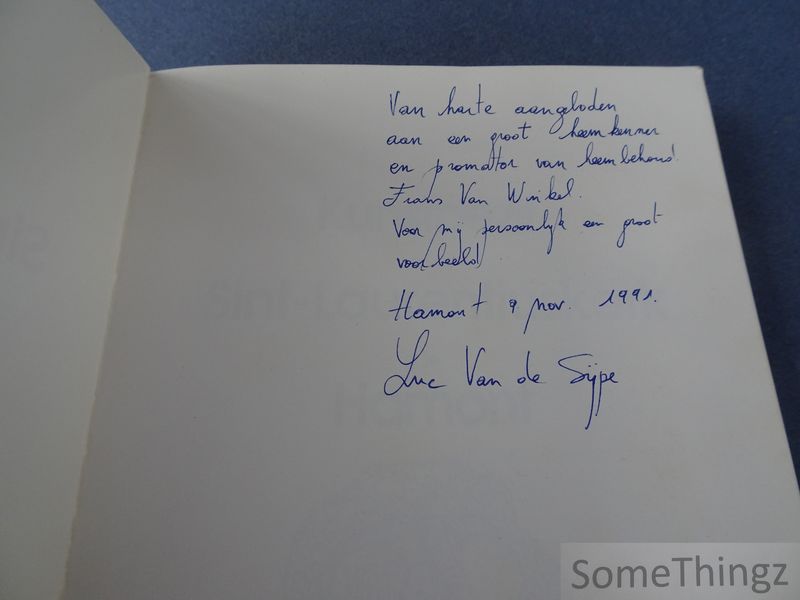 Van harte aangeboden
aan een groot heemkenner
en promotor van heembehoud
Frans Van Winkel.
Voor mij persoonlijk een groot
voorbeeld
Hamont 9 nov. 1991.
Luc Van de Sijpe
SomeThingz